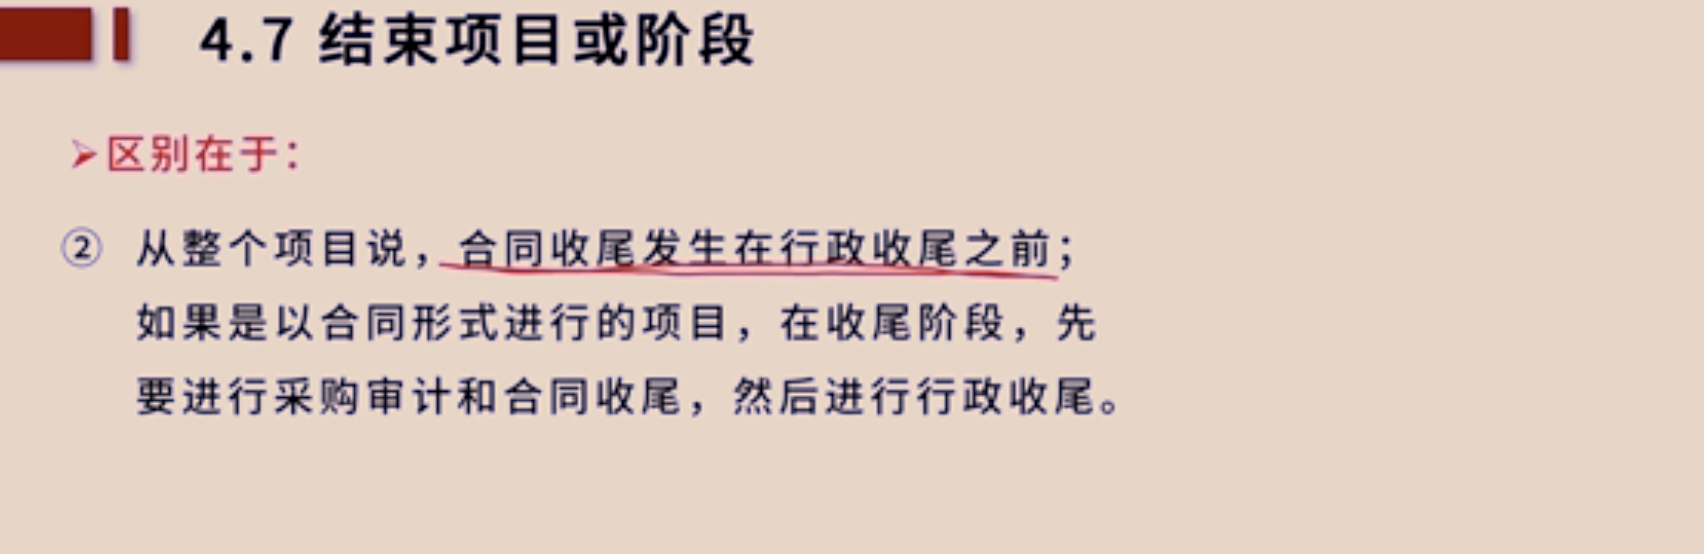 4.7 结束项目或阶段
➢区别在于：
② 从整个项目说，合同收尾发生在行政收尾之前；
如果是以合同形式进行的项目，在收尾阶段，先
要进行采购审计和合同收尾，然后进行行政收尾。